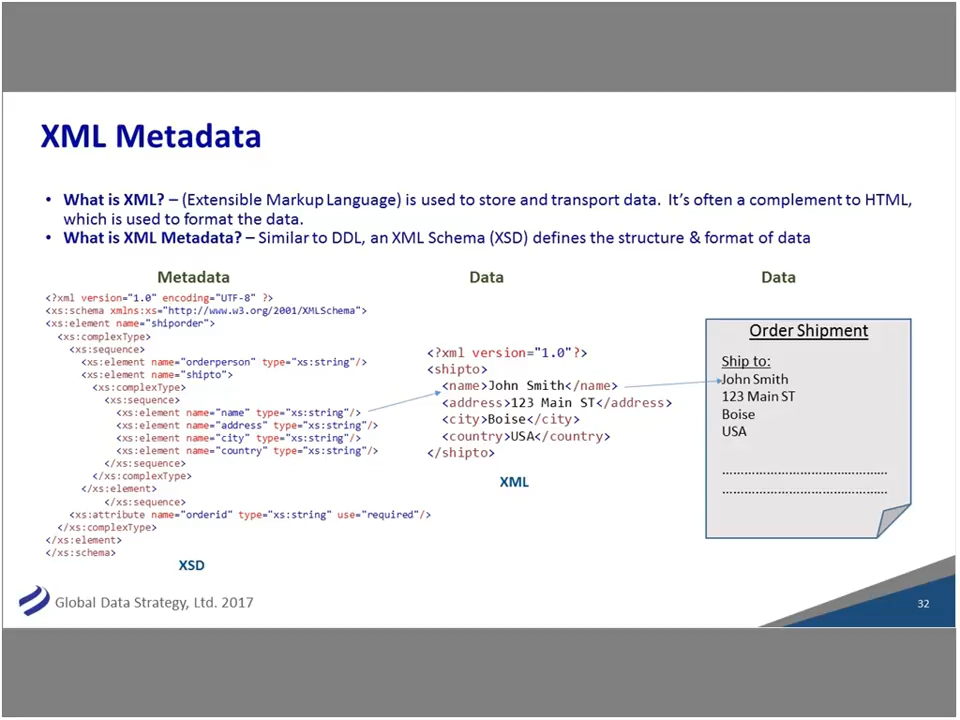 XML Metadata
• What is XML? – (Extensible Markup Language) is used to store and transport data. It's often a complement to HTML,
which is used to format the data.
• What is XML Metadata? – Similar to DDL, an XML Schema (XSD) defines the structure & format of data
Metadata
<?xml version="1.0" encoding="UTF-8" ?>
<xs:schema xmlns:xs="http://www.w3.org/2001/XMLSchema">
<xs:element name="shiporder">
<xs:complexType>
<xs:sequence>
<xs:element name="orderperson" type="xs:string"/>
<xs:element name="shipto">
<xs:complexType>
<xs:sequence>
<xs:element name="name" type="xs:string"/>
<xs:element name="address" type="xs:string"/>
<xs:element name="city" type="xs:string"/>
<xs:element name="country" type="xs:string"/>
</xs:sequence>
</xs:complexType>
</xs:element>
</xs:sequence>
<xs:attribute name="orderid" type="xs:string" use="required"/>
</xs:complexType>
</xs:element>
</xs:schema>
XSD
Data
<?xml version="1.0"?>
<shipto>
<name>John Smith</name>
<address>123 Main ST</address>
<city>Boise</city>
<country>USA</country>
</shipto>
XML
Data
Order Shipment
Ship to:
John Smith
123 Main ST
Boise
USA
Global Data Strategy, Ltd. 2017
32